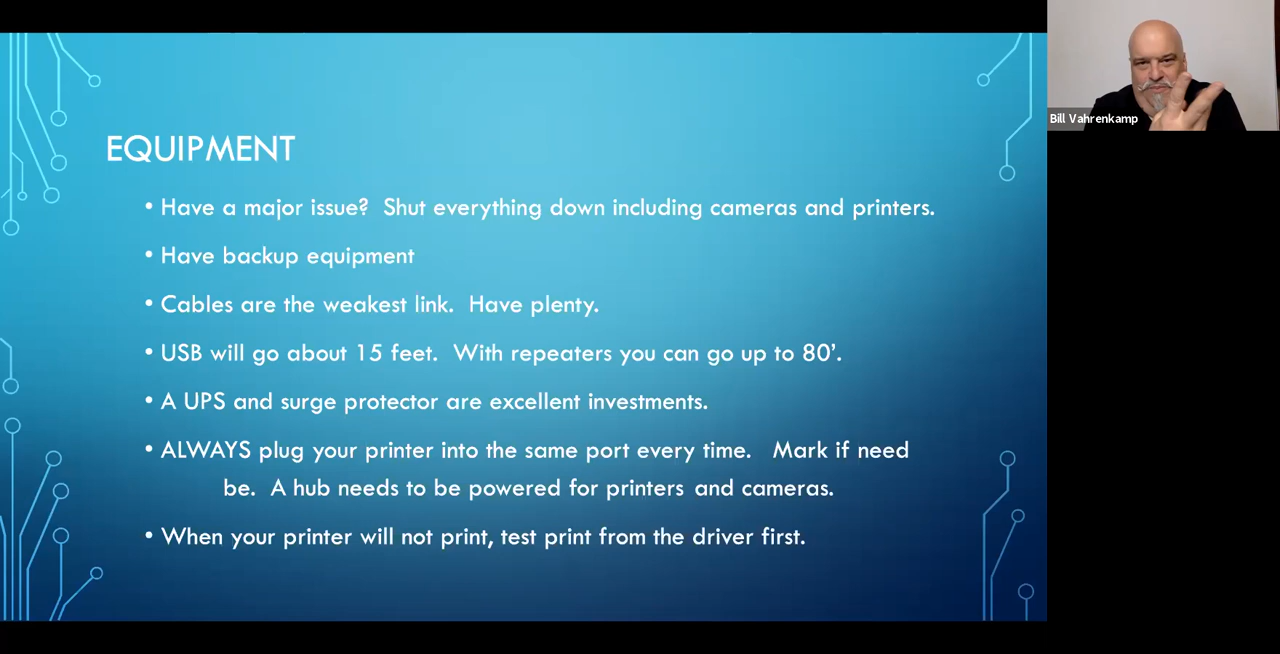 EQUIPMENT
• Have a major issue?  Shut everything down including cameras and printers.
• Have backup equipment
• Cables are the weakest link.  Have plenty.
• USB will go about 15 feet.  With repeaters you can go up to 80’.
• A UPS and surge protector are excellent investments.
• ALWAYS plug your printer into the same port every time.   Mark if need
be.  A hub needs to be powered for printers and cameras.
• When your printer will not print, test print from the driver first.
Bill Vahrenkamp